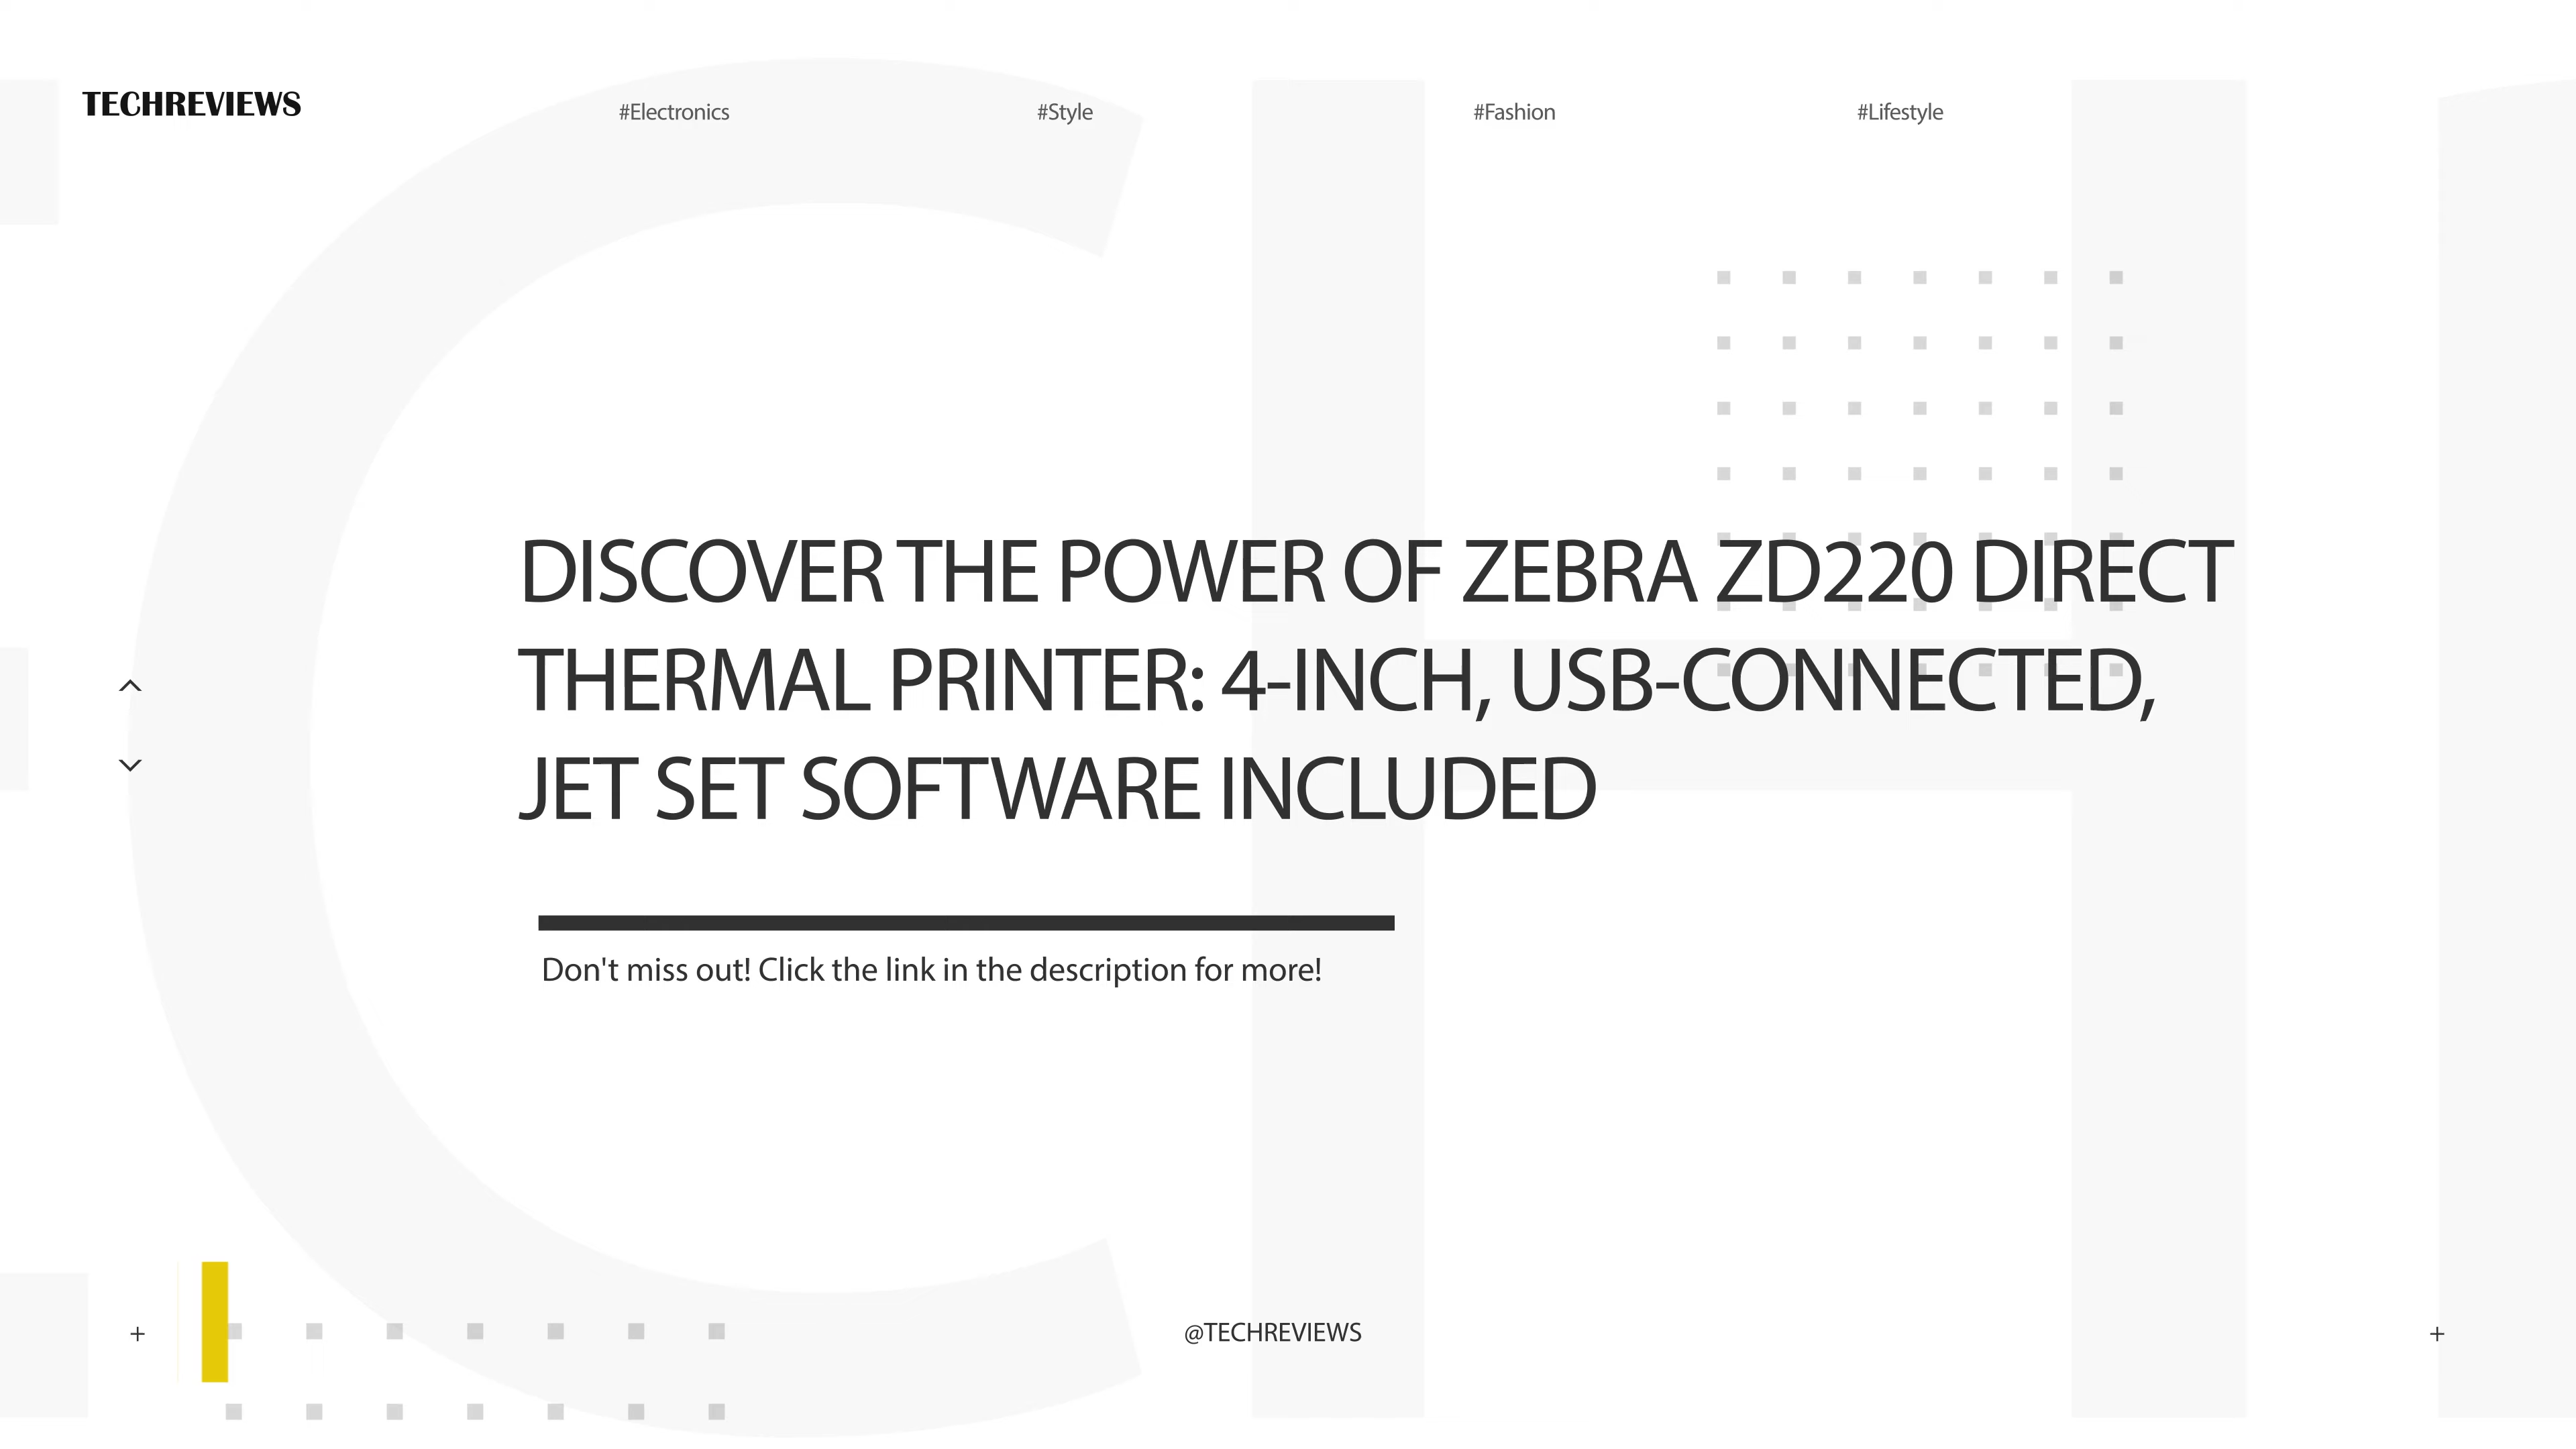 TECHREVIEWS
#Electronics
#Style
#Fashion
#Lifestyle
DISCOVER THE POWER OF ZEBRA ZD220 DIRECT
THERMAL PRINTER: 4-INCH, USB-CONNECTED,
JET SET SOFTWARE INCLUDED
Don't miss out! Click the link in the description for more!
@TECHREVIEWS